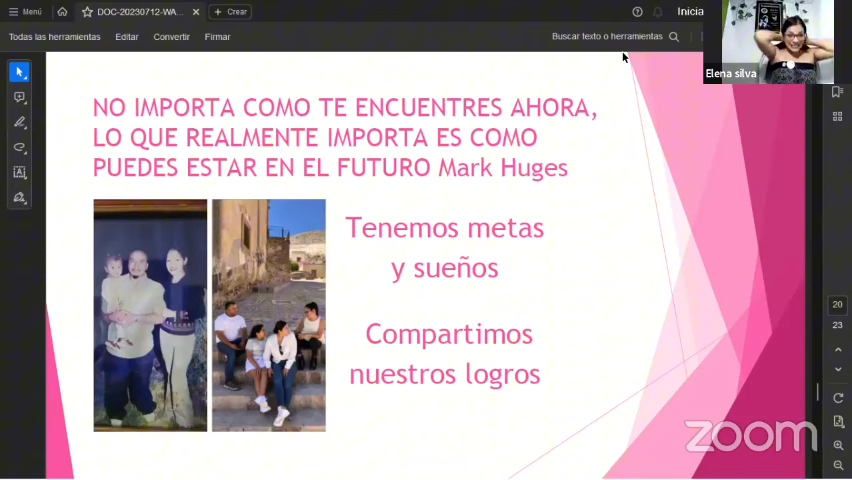 Menú
DOC-20230712-WA...
Crear
Inicia
Todas las herramientas
Editar
Convertir
Firmar
Buscar texto o herramientas
Elena silva
NO IMPORTA COMO TE ENCUENTRES AHORA,
LO QUE REALMENTE IMPORTA ES COMO
PUEDES ESTAR EN EL FUTURO Mark Huges
Tenemos metas
y sueños
Compartimos
nuestros logros
20
23
zoom